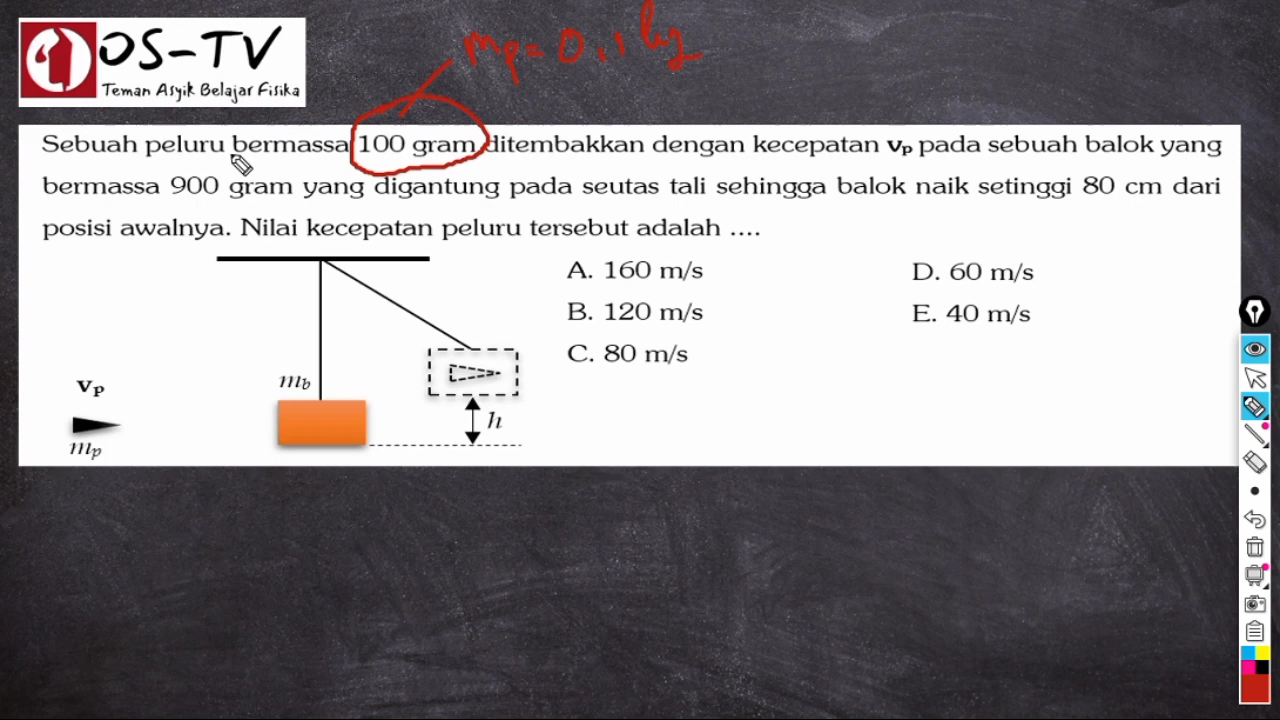 OS-TV
Teman Asyik Belajar Fisika
mp = 0,1 kg
Sebuah peluru bermassa 100 gram ditembakkan dengan kecepatan vp pada sebuah balok yang
bermassa 900 gram yang digantung pada seutas tali sehingga balok naik setinggi 80 cm dari
posisi awalnya. Nilai kecepatan peluru tersebut adalah ....
A. 160 m/s
B. 120 m/s
C. 80 m/s
D. 60 m/s
E. 40 m/s
vp
mp
mb
h